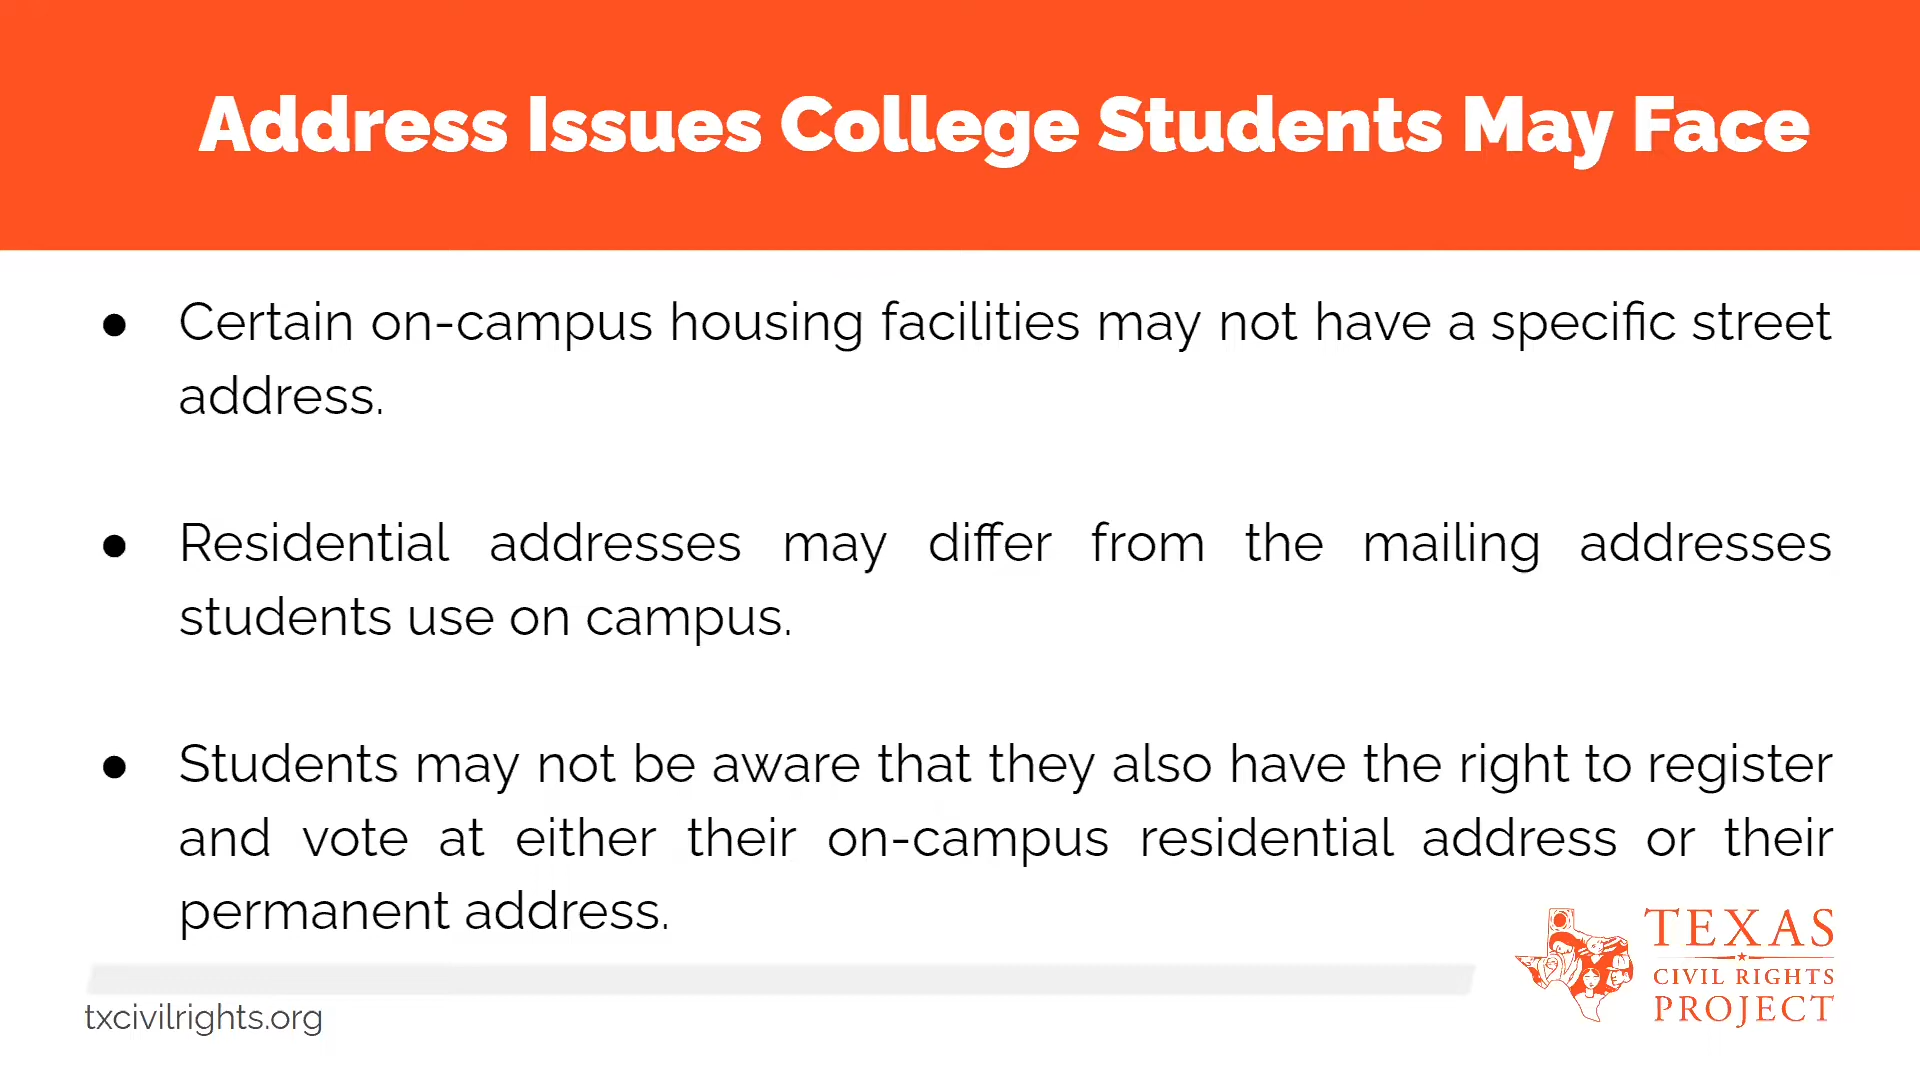 Address Issues College Students May Face
● Certain on-campus housing facilities may not have a specific street
address.
● Residential addresses may differ from the mailing addresses
students use on campus.
● Students may not be aware that they also have the right to register
and vote at either their on-campus residential address or their
permanent address.
TEXAS
CIVIL RIGHTS
PROJECT
txcivilrights.org